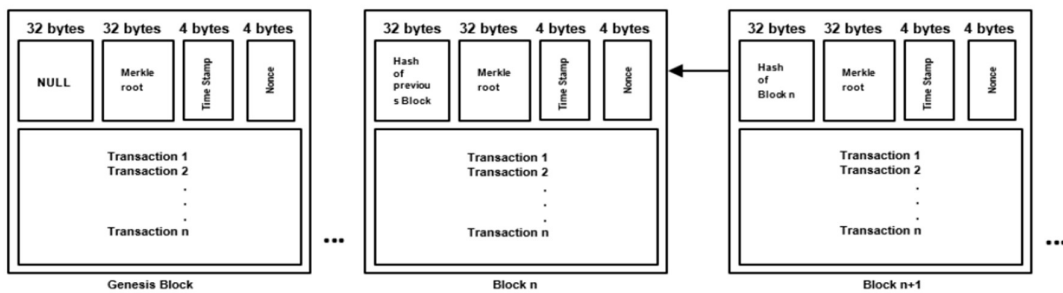 32 bytes 32 bytes 4 bytes 4 bytes
NULL
Merkle
root
Time Stamp
Nonce
Transaction 1
Transaction 2
.
.
.
Transaction n
Genesis Block
...
32 bytes 32 bytes 4 bytes 4 bytes
Hash
of
previou
s Block
Merkle
root
Time Stamp
Nonce
Transaction 1
Transaction 2
.
.
.
Transaction n
Block n
32 bytes 32 bytes 4 bytes 4 bytes
Hash
of
Block n
Merkle
root
Time Stamp
Nonce
Transaction 1
Transaction 2
.
.
.
Transaction n
Block n+1
...